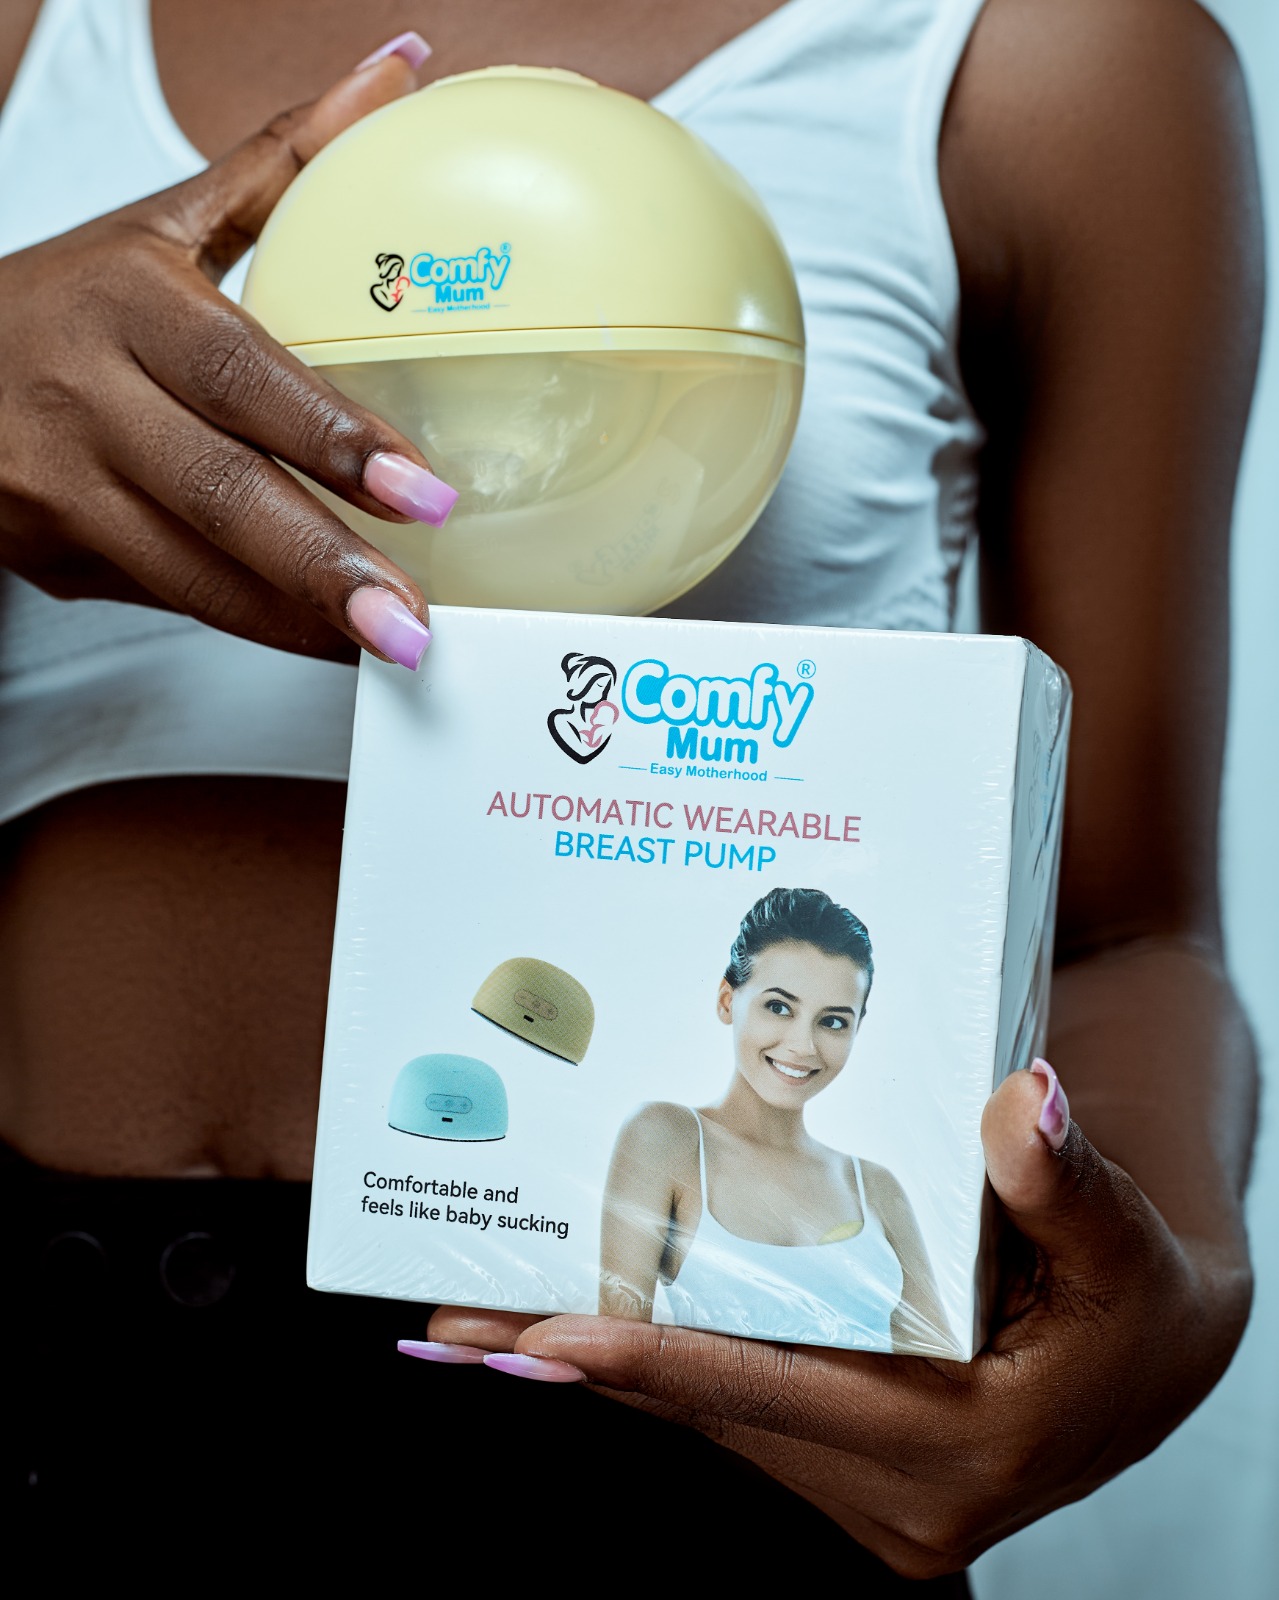 Comfy®
Mum
Easy Motherhood
Comfy®
Mum
Easy Motherhood
AUTOMATIC WEARABLE
BREAST PUMP
Comfortable and
feels like baby sucking